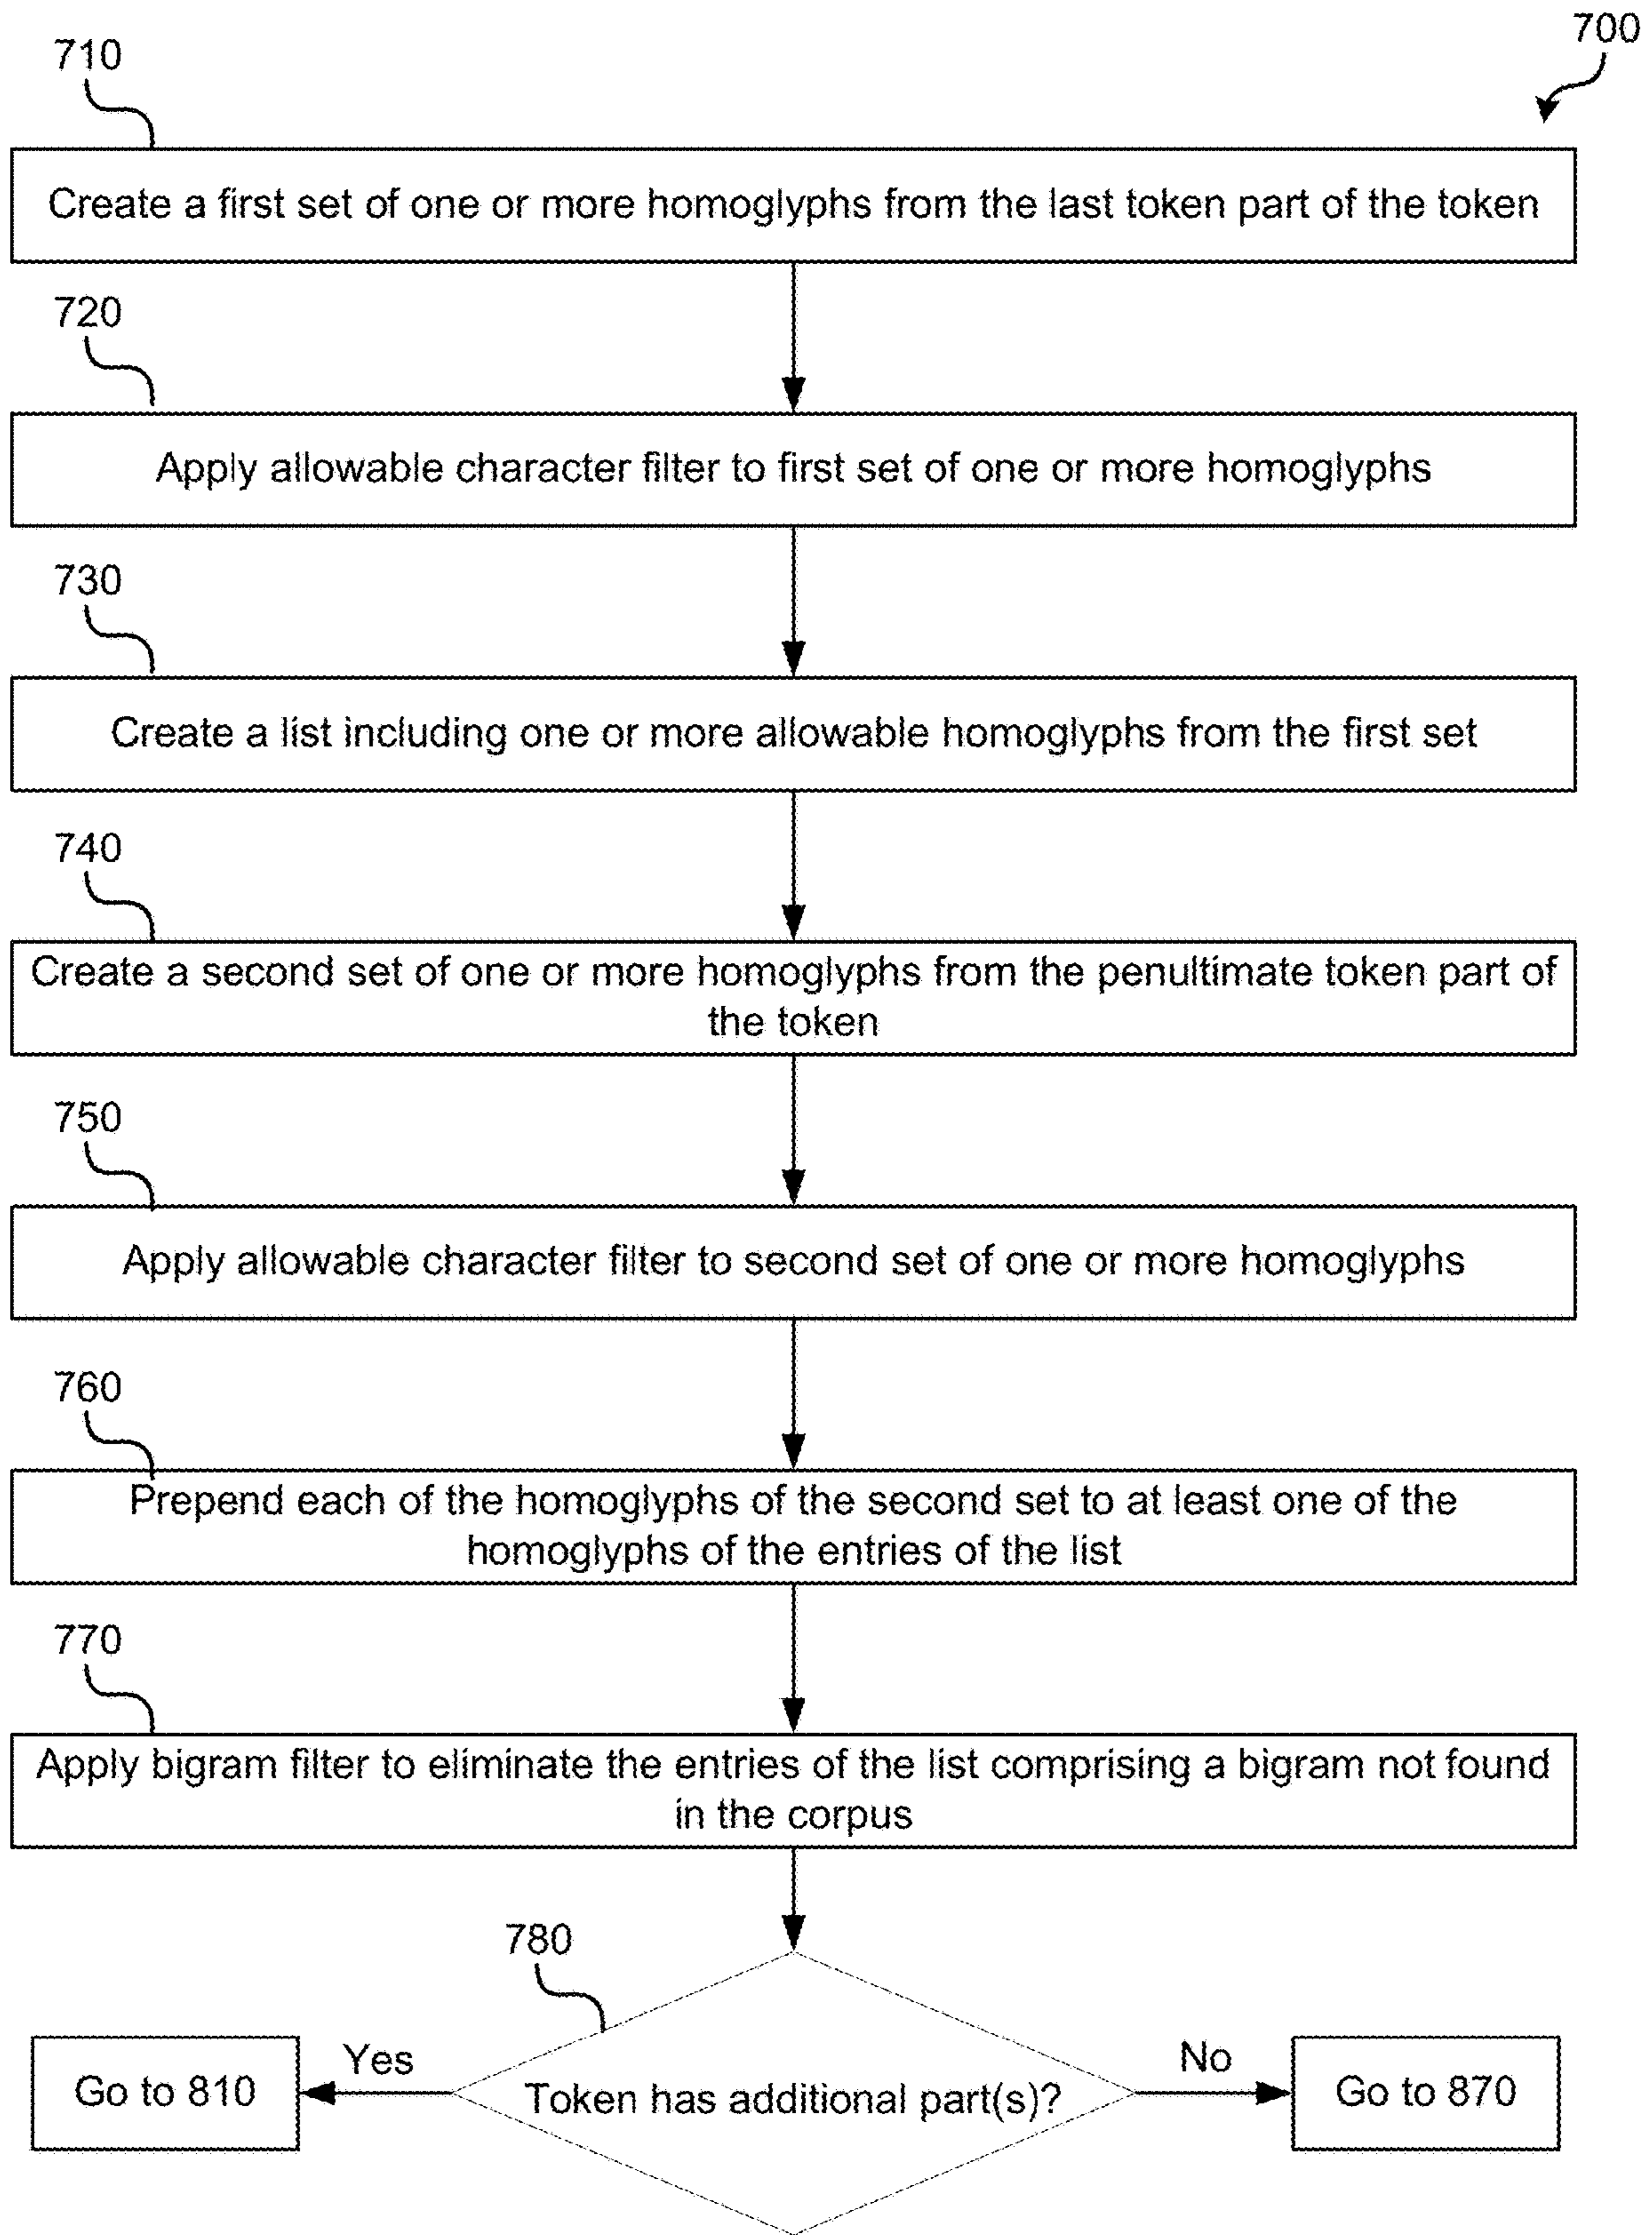 700
710
Create a first set of one or more homoglyphs from the last token part of the token
720
Apply allowable character filter to first set of one or more homoglyphs
730
Create a list including one or more allowable homoglyphs from the first set
740
Create a second set of one or more homoglyphs from the penultimate token part of
the token
750
Apply allowable character filter to second set of one or more homoglyphs
760
Prepend each of the homoglyphs of the second set to at least one of the
homoglyphs of the entries of the list
770
Apply bigram filter to eliminate the entries of the list comprising a bigram not found
in the corpus
780
Token has additional part(s)?
Yes
Go to 810
No
Go to 870